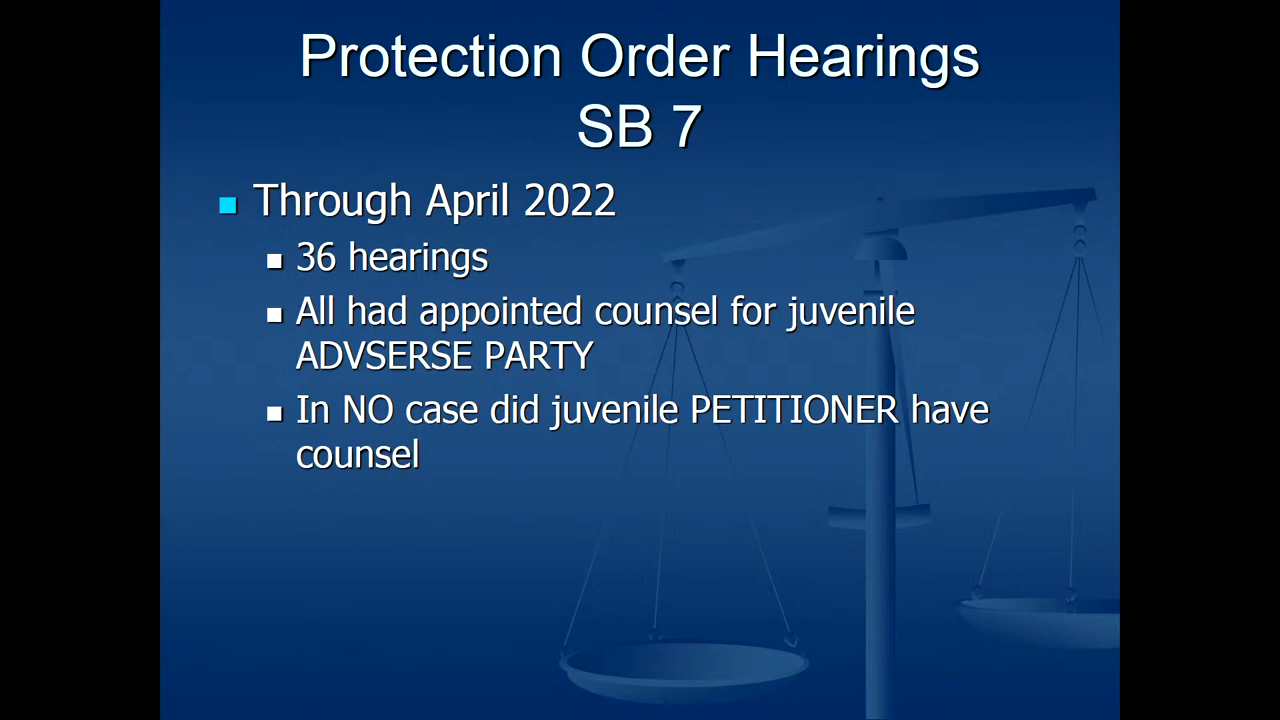 Protection Order Hearings
SB 7
Through April 2022
36 hearings
All had appointed counsel for juvenile
ADVSERSE PARTY
In NO case did juvenile PETITIONER have
counsel